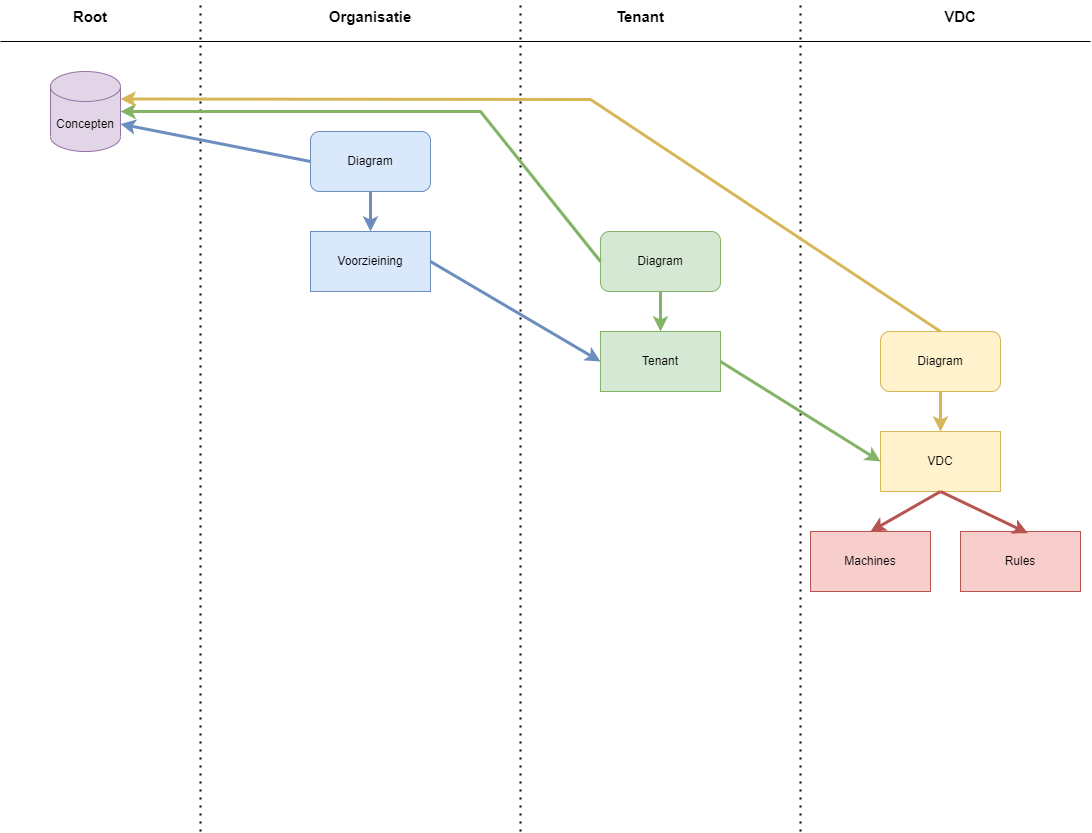 Root
Organisatie
Tenant
VDC
Concepten
Diagram
Voorzieining
Diagram
Tenant
Diagram
VDC
Machines
Rules